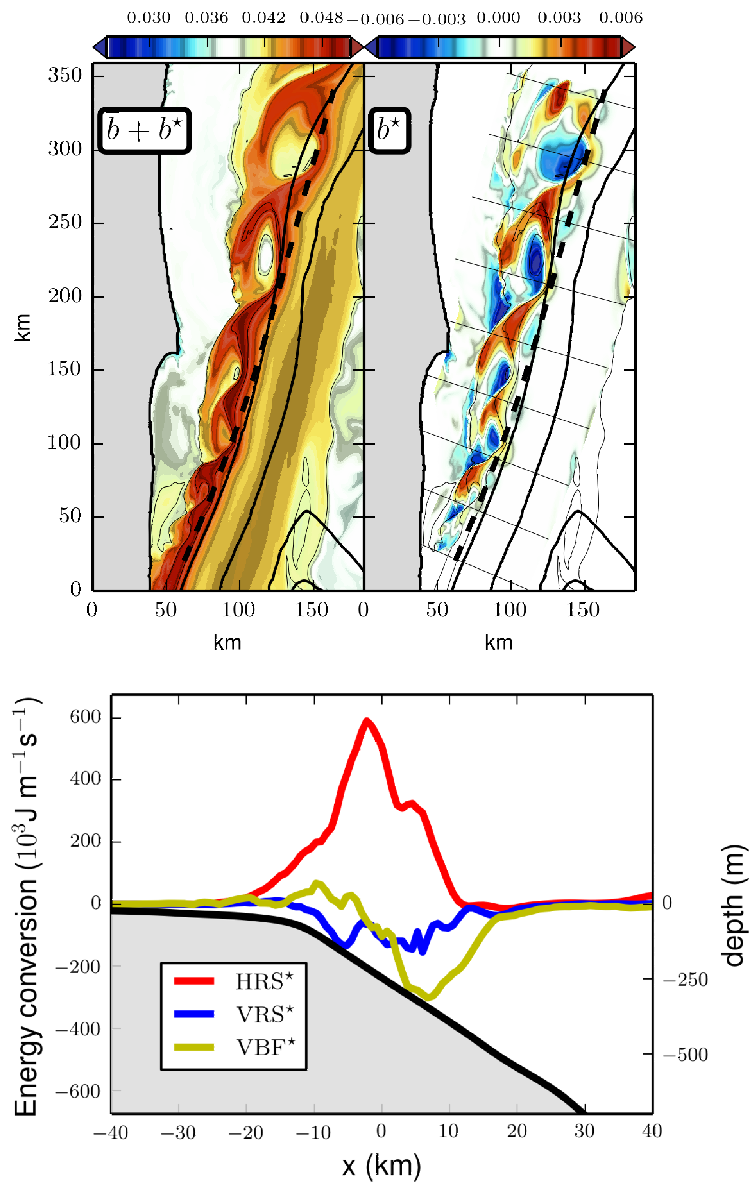 0.030 0.036 0.042 0.048 −0.006 −0.003 0.000 0.003 0.006
350
b + b⋆ b⋆
300
250
km
200
150
100
50
0
0 50 100 150 0 50 100 150
km km
600
400
200
0 0
−200
−250
−400
−500
−600
Energy conversion (10³J m⁻¹s⁻¹)
depth (m)
HRS⋆
VRS⋆
VBF⋆
−40 −30 −20 −10 0 10 20 30 40
x (km)